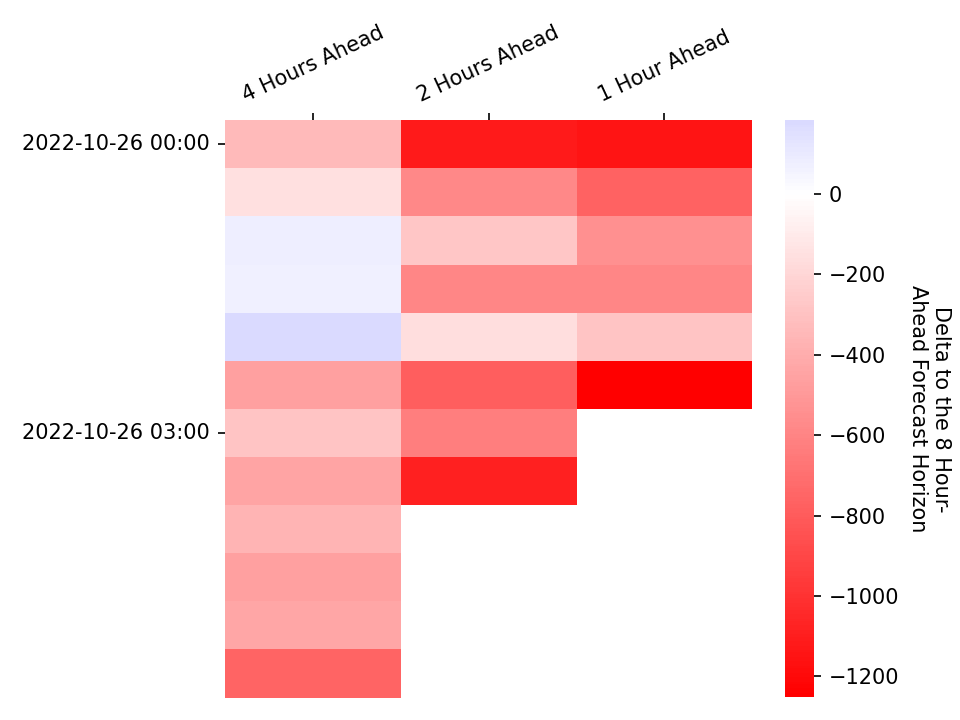 4 Hours Ahead
2 Hours Ahead
1 Hour Ahead
2022-10-26 00:00
2022-10-26 03:00
0
−200
−400
−600
−800
−1000
−1200
Delta to the 8 Hour-
Ahead Forecast Horizon